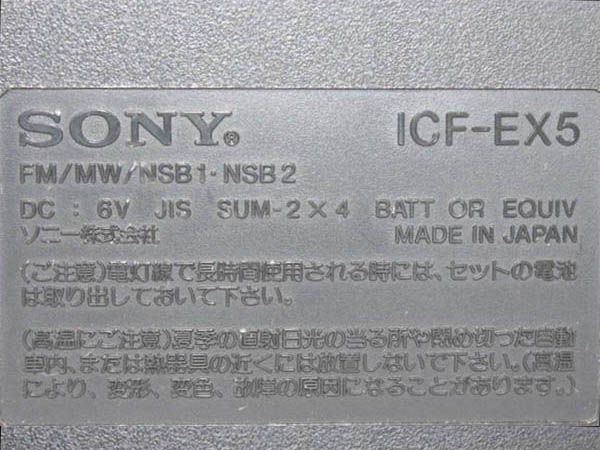 SONY® ICF-EX5
FM/MW/NSB1·NSB2
DC : 6V JIS SUM-2×4 BATT OR EQUIV
ソニー株式会社 MADE IN JAPAN
(ご注意)電灯線で長時間使用される時には、セットの電池
は取り出しておいて下さい。
(高温にご注意)夏季の直射日光の当る所や閉め切った自動
車内、または熱器具の近くには放置しないで下さい。(高温
により、変形、変色、故障の原因になることがあります。)